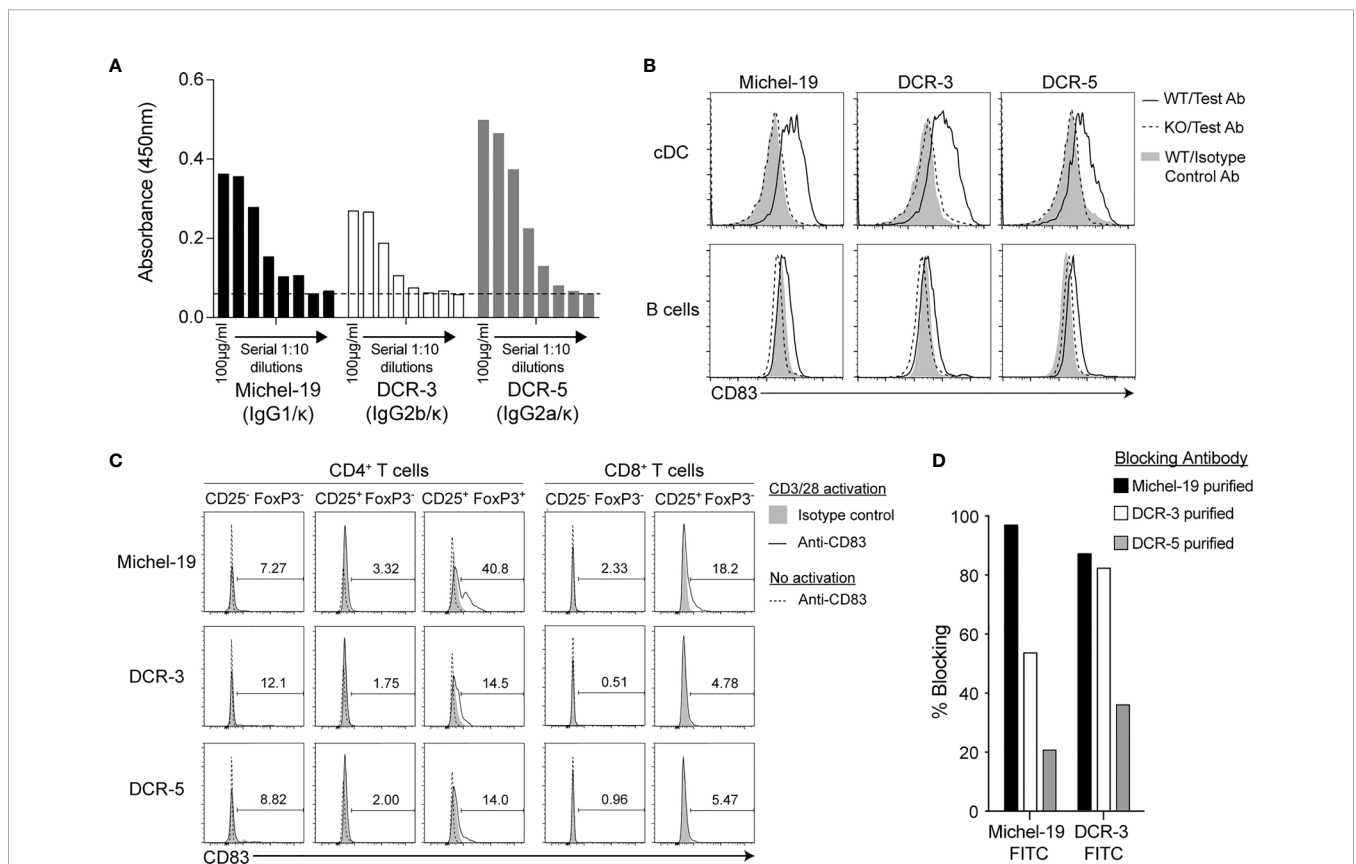 A
Absorbance (450nm)
0.6
0.4
0.2
0.0
100µg/ml
Serial 1:10
dilutions
100µg/ml
Serial 1:10
dilutions
100µg/ml
Serial 1:10
dilutions
Michel-19
(IgG1/κ)
DCR-3
(IgG2b/κ)
DCR-5
(IgG2a/κ)
B
Michel-19 DCR-3 DCR-5
WT/Test Ab
KO/Test Ab
WT/Isotype
Control Ab
cDC
B cells
CD83
C
CD4⁺ T cells CD8⁺ T cells
CD25⁻ FoxP3⁻ CD25⁺ FoxP3⁻ CD25⁺ FoxP3⁺ CD25⁻ FoxP3⁻ CD25⁺ FoxP3⁻
CD3/28 activation
Isotype control
Anti-CD83
No activation
Anti-CD83
Michel-19 7.27 3.32 40.8 2.33 18.2
DCR-3 12.1 1.75 14.5 0.51 4.78
DCR-5 8.82 2.00 14.0 0.96 5.47
CD83
D
Blocking Antibody
Michel-19 purified
DCR-3 purified
DCR-5 purified
% Blocking
100
80
60
40
20
0
Michel-19
FITC
DCR-3
FITC